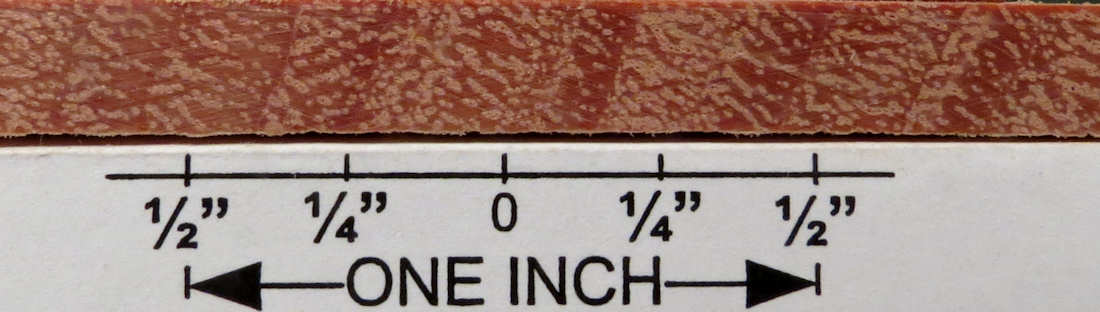 ½” ¼” 0 ¼” ½”
ONE INCH